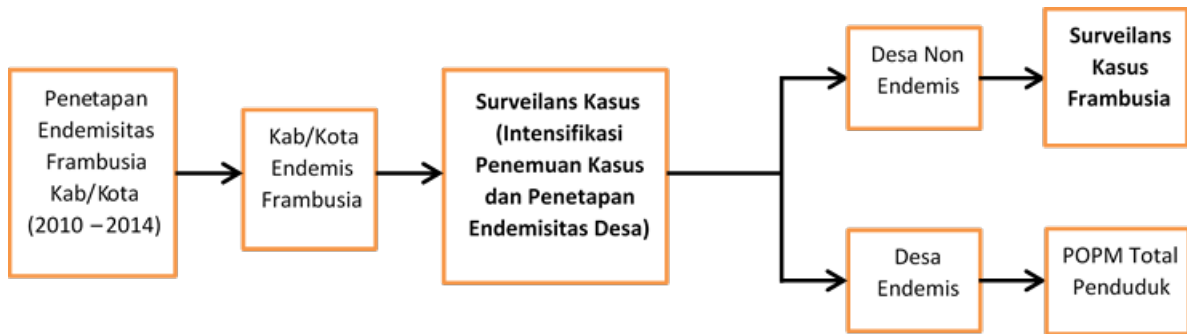 Penetapan
Endemisitas
Frambusia
Kab/Kota
(2010 – 2014)
Kab/Kota
Endemis
Frambusia
Surveilans Kasus
(Intensifikasi
Penemuan Kasus
dan Penetapan
Endemisitas Desa)
Desa Non
Endemis
Surveilans
Kasus
Frambusia
Desa
Endemis
POPM Total
Penduduk